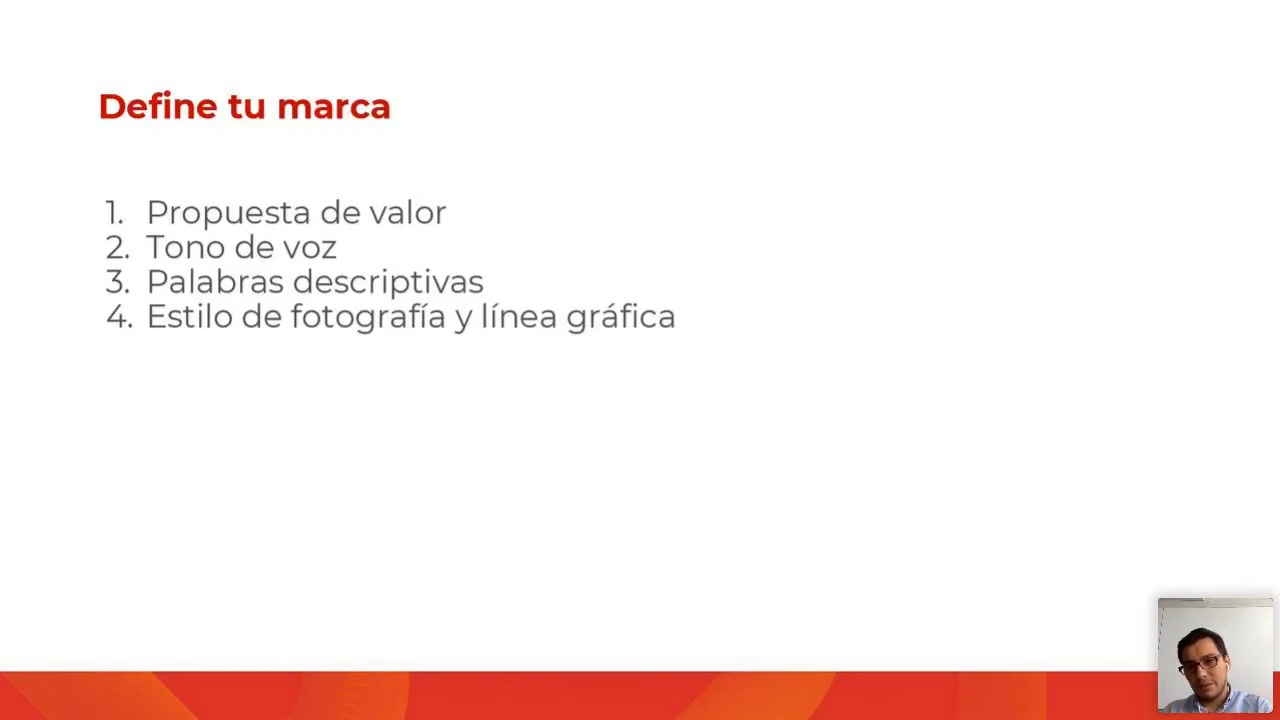 Define tu marca
1. Propuesta de valor
2. Tono de voz
3. Palabras descriptivas
4. Estilo de fotografía y línea gráfica